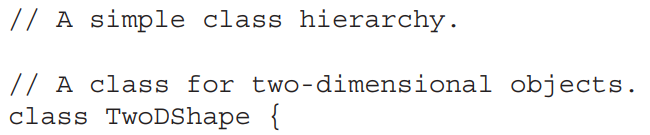 // A simple class hierarchy.
// A class for two-dimensional objects.
class TwoDShape {